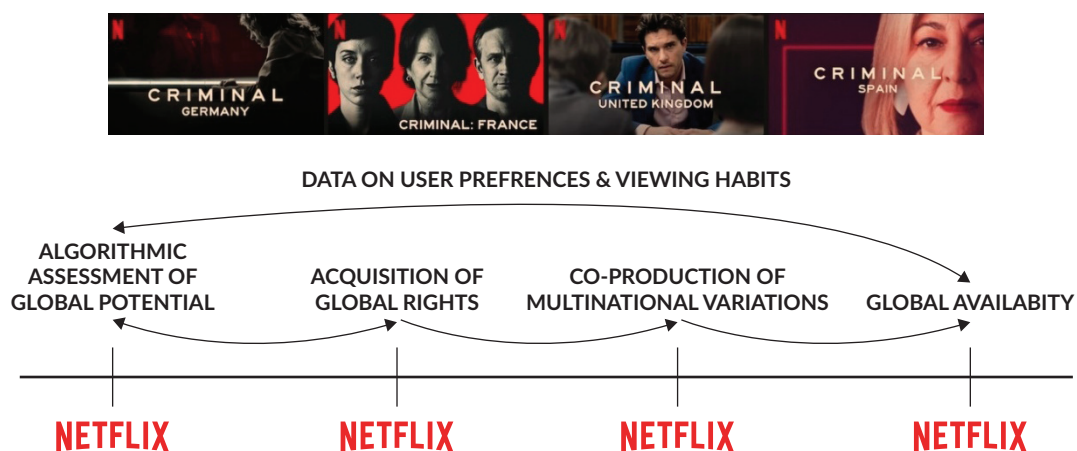 N
CRIMINAL
GERMANY
N
CRIMINAL: FRANCE
N
CRIMINAL
UNITED KINGDOM
N
CRIMINAL
SPAIN
DATA ON USER PREFRENCES & VIEWING HABITS
ALGORITHMIC
ASSESSMENT OF
GLOBAL POTENTIAL
ACQUISITION OF
GLOBAL RIGHTS
CO-PRODUCTION OF
MULTINATIONAL VARIATIONS
GLOBAL AVAILABITY
NETFLIX
NETFLIX
NETFLIX
NETFLIX